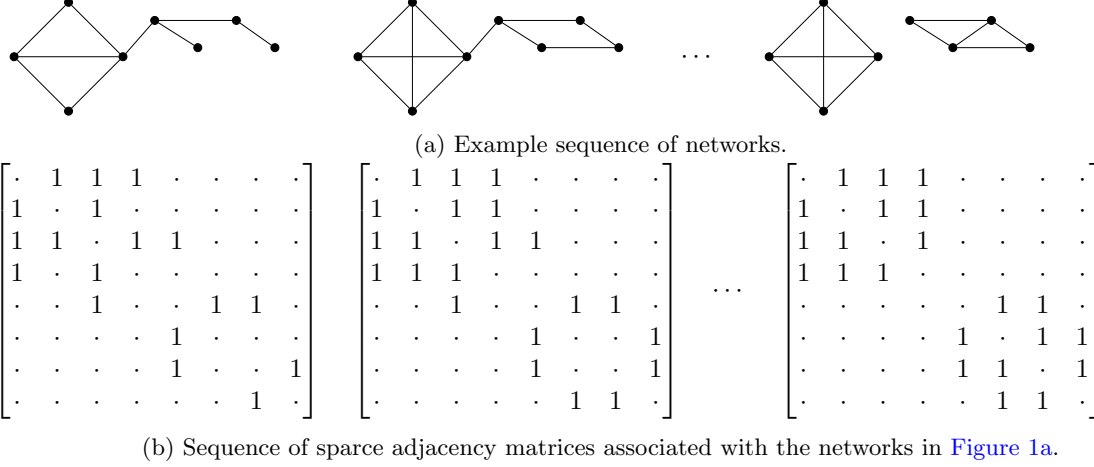 ...
(a) Example sequence of networks.
· 1 1 1 · · · ·
1 · 1 · · · · ·
1 1 · 1 1 · · ·
1 · 1 · · · · ·
· · 1 · · 1 1 ·
· · · · 1 · · ·
· · · · 1 · · 1
· · · · · · 1 ·
· 1 1 1 · · · ·
1 · 1 1 · · · ·
1 1 · 1 1 · · ·
1 1 1 · · · · ·
· · 1 · · 1 1 ·
· · · · 1 · · 1
· · · · 1 · · 1
· · · · · 1 1 ·
...
· 1 1 1 · · · ·
1 · 1 1 · · · ·
1 1 · 1 · · · ·
1 1 1 · · · · ·
· · · · · 1 1 ·
· · · · 1 · 1 1
· · · · 1 1 · 1
· · · · · 1 1 ·
(b) Sequence of sparce adjacency matrices associated with the networks in Figure 1a.